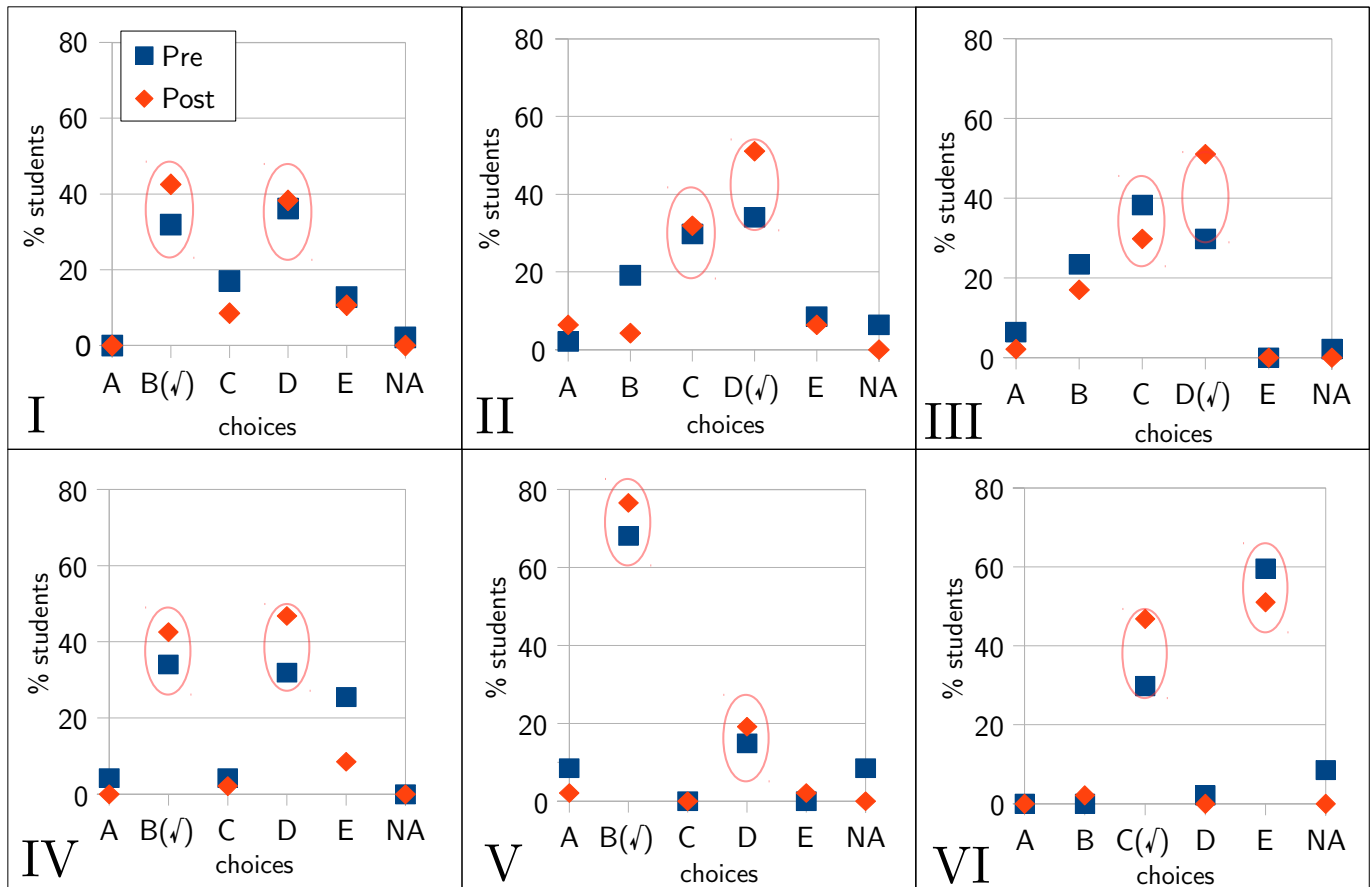 80
60
40
20
0
% students
Pre
Post
A B(√) C D E NA
choices
I
80
60
40
20
0
% students
A B C D(√) E NA
choices
II
80
60
40
20
0
% students
A B C D(√) E NA
choices
III
80
60
40
20
0
% students
A B(√) C D E NA
choices
IV
80
60
40
20
0
% students
A B(√) C D E NA
choices
V
80
60
40
20
0
% students
A B C(√) D E NA
choices
VI